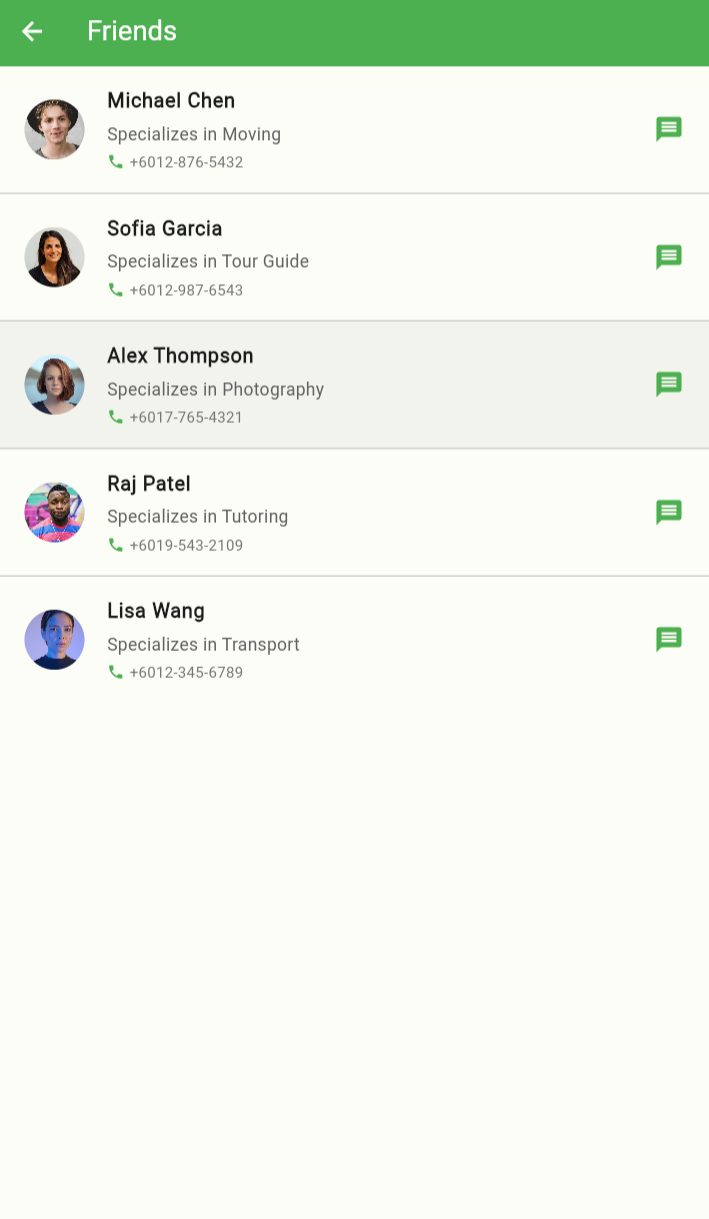 Friends
Michael Chen
Specializes in Moving
+6012-876-5432
Sofia Garcia
Specializes in Tour Guide
+6012-987-6543
Alex Thompson
Specializes in Photography
+6017-765-4321
Raj Patel
Specializes in Tutoring
+6019-543-2109
Lisa Wang
Specializes in Transport
+6012-345-6789